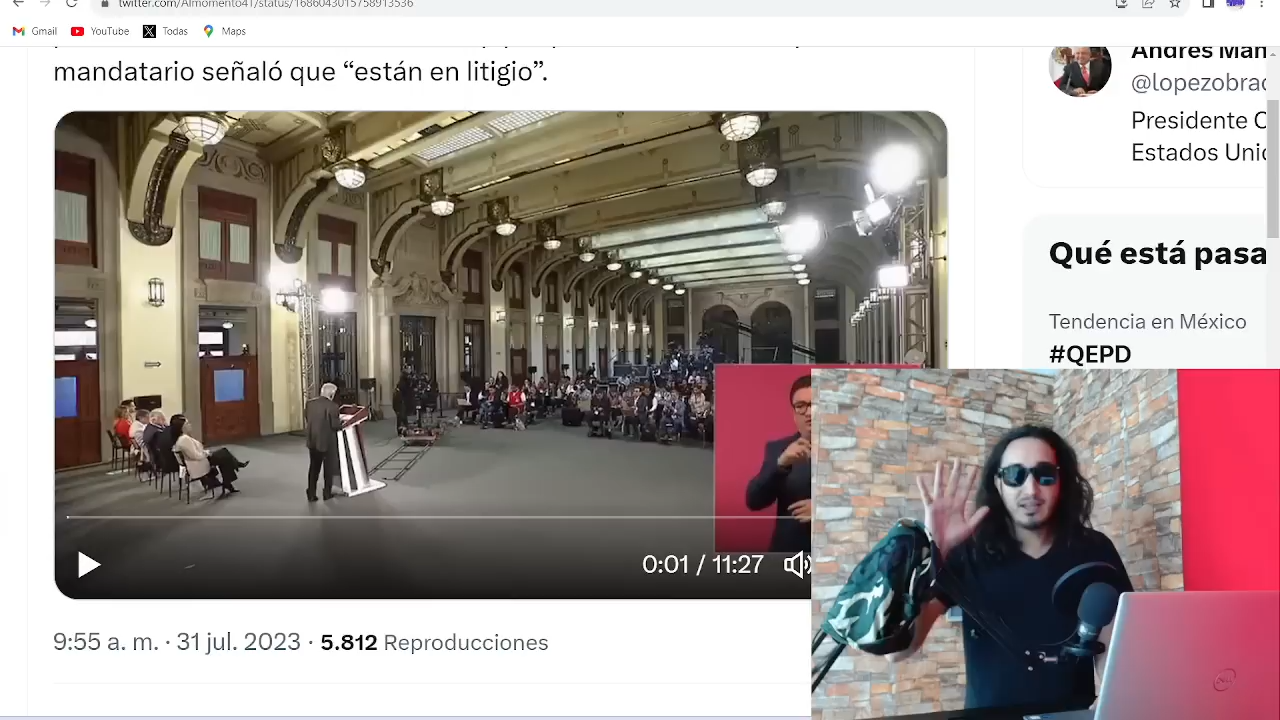 twitter.com/Almomento41/status/1686043015758913536
Gmail
YouTube
Todas
Maps
mandatario señaló que “están en litigio”.
0:01 / 11:27
9:55 a. m. · 31 jul. 2023 · 5.812 Reproducciones
Andrés Man
@lopezobrad
Presidente C
Estados Unid
Qué está pasa
Tendencia en México
#QEPD